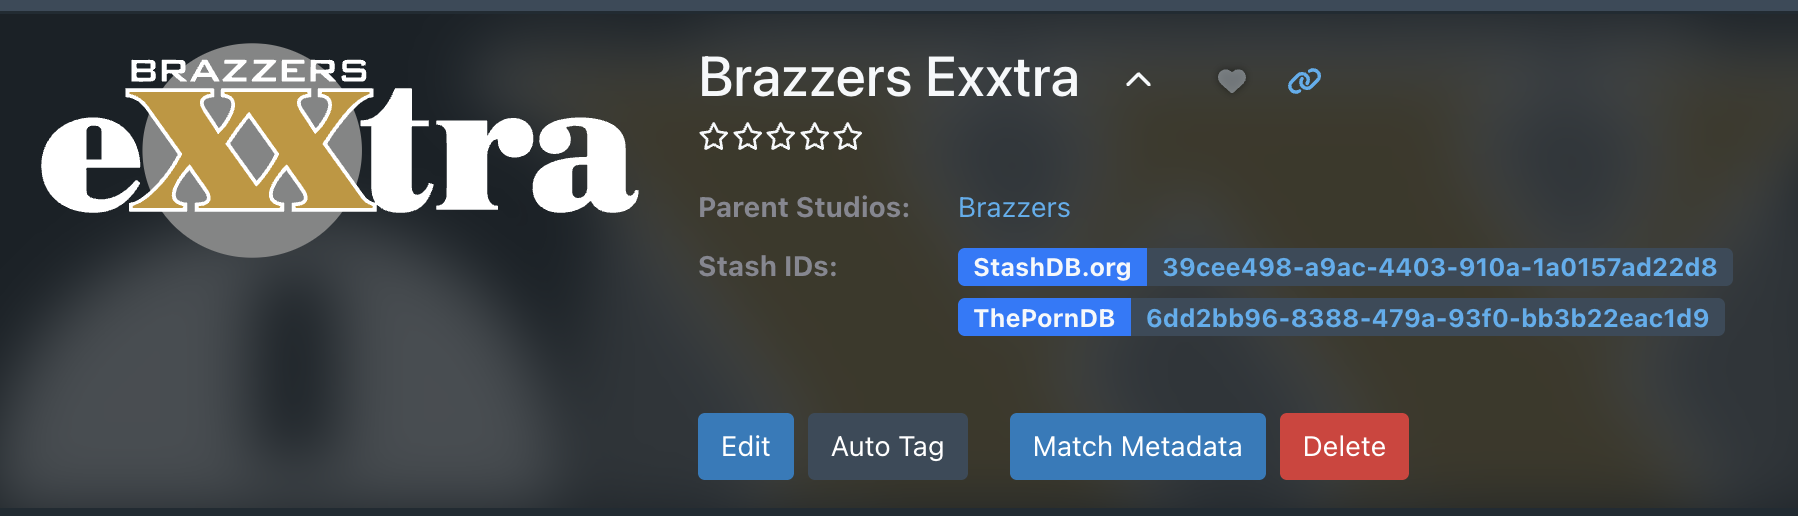 BRAZZERS
exxtra
Brazzers Exxtra
Parent Studios: Brazzers
Stash IDs: StashDB.org 39cee498-a9ac-4403-910a-1a0157ad22d8
ThePornDB 6dd2bb96-8388-479a-93f0-bb3b22eac1d9
Edit Auto Tag Match Metadata Delete